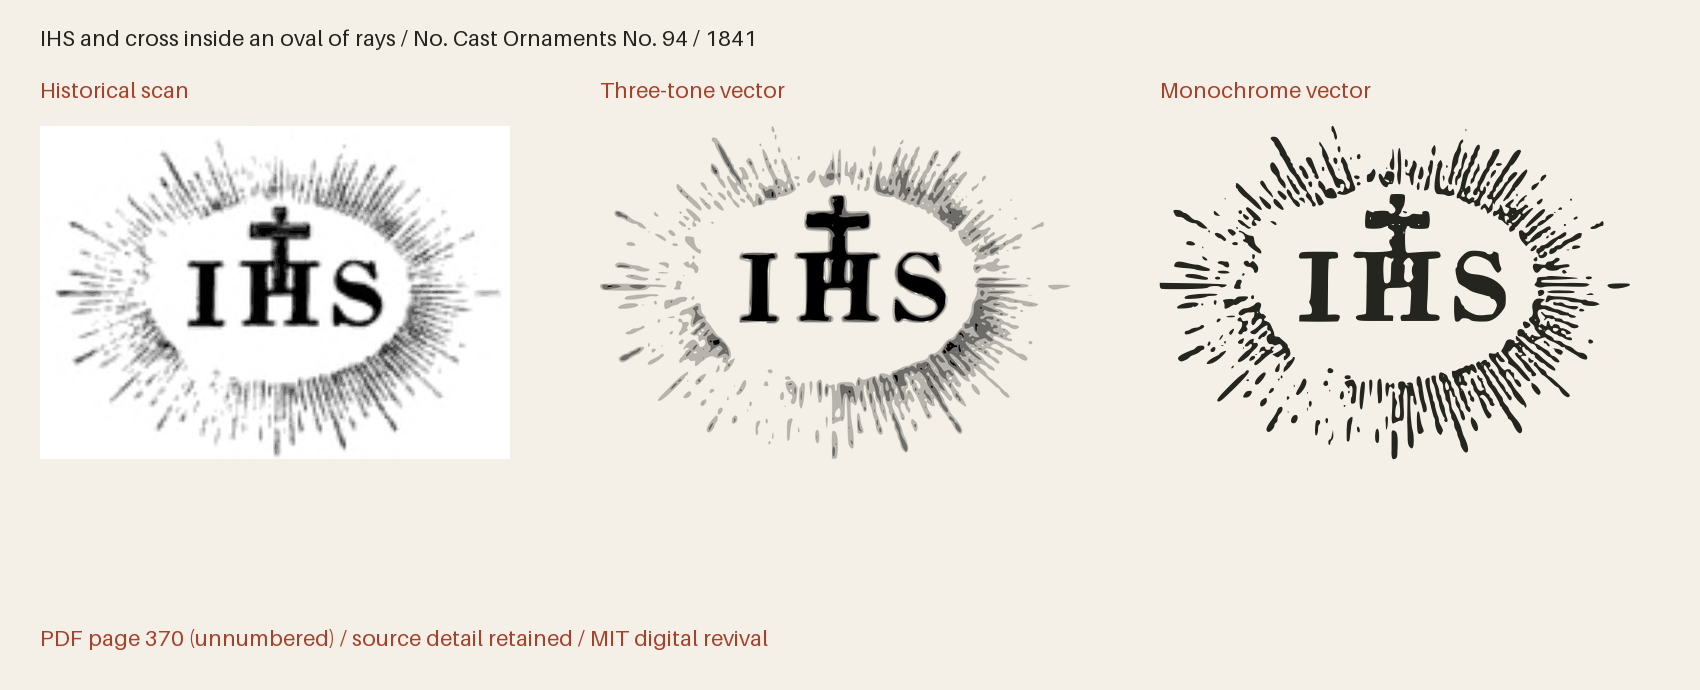 IHS and cross inside an oval of rays / No. Cast Ornaments No. 94 / 1841
Historical scan
Three-tone vector
Monochrome vector
IHS
IHS
IHS
PDF page 370 (unnumbered) / source detail retained / MIT digital revival